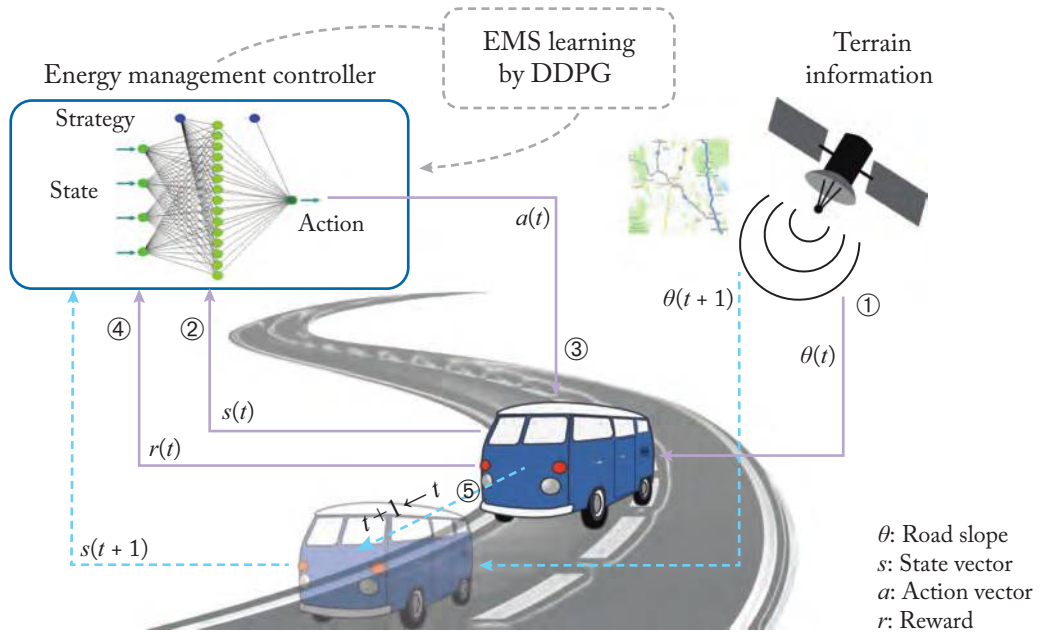 EMS learning
by DDPG
Terrain
information
Energy management controller
Strategy
State
Action
a(t)
θ(t + 1)
①
④
②
③
θ(t)
s(t)
r(t)
⑤
t+1 ← t
s(t + 1)
θ: Road slope
s: State vector
a: Action vector
r: Reward